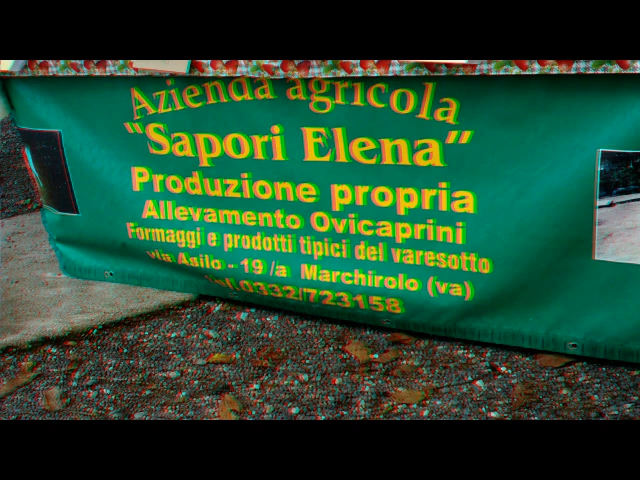 Azienda agricola
"Sapori Elena"
Produzione propria
Allevamento Ovicaprini
Formaggi e prodotti tipici del varesotto
via Asilo - 19 /a Marchirolo (va)
Tel.0332/723158